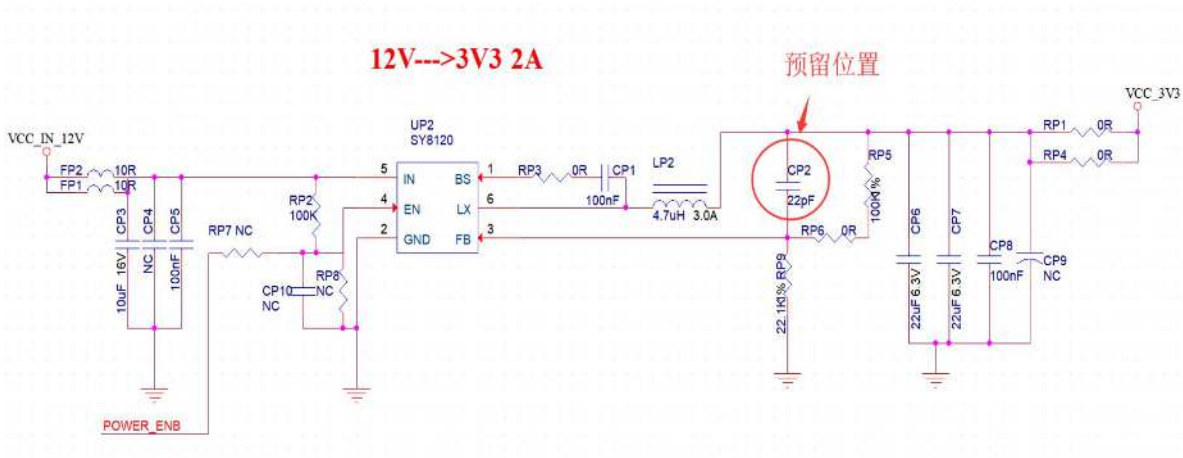 12V--->3V3 2A
预留位置
VCC_3V3
VCC_IN_12V
UP2
SY8120
FP2 10R
FP1 10R
5 IN
BS 1
4 EN
LX 6
2 GND
FB 3
RP3 0R
CP1
100nF
LP2
4.7uH 3.0A
CP2
22pF
RP5
100K1%
RP6 0R
RP9
22.1K1%
RP1 0R
RP4 0R
RP2
100K
RP7 NC
RP8
NC
CP10
NC
CP3
10uF 16V
CP4
NC
CP5
100nF
CP6
22uF 6.3V
CP7
22uF 6.3V
CP8
100nF
CP9
NC
POWER_ENB